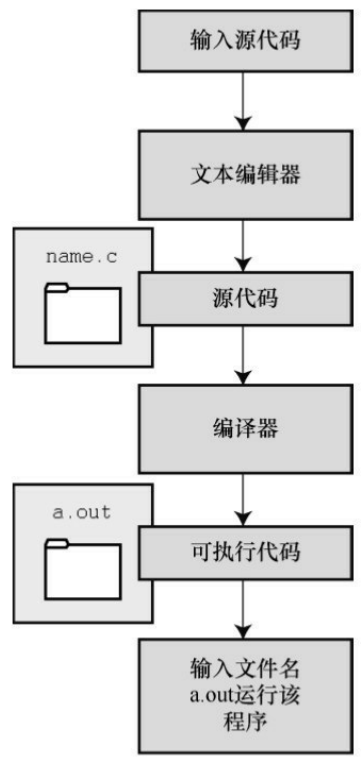 输入源代码
文本编辑器
name.c
源代码
编译器
a.out
可执行代码
输入文件名
a.out运行该
程序